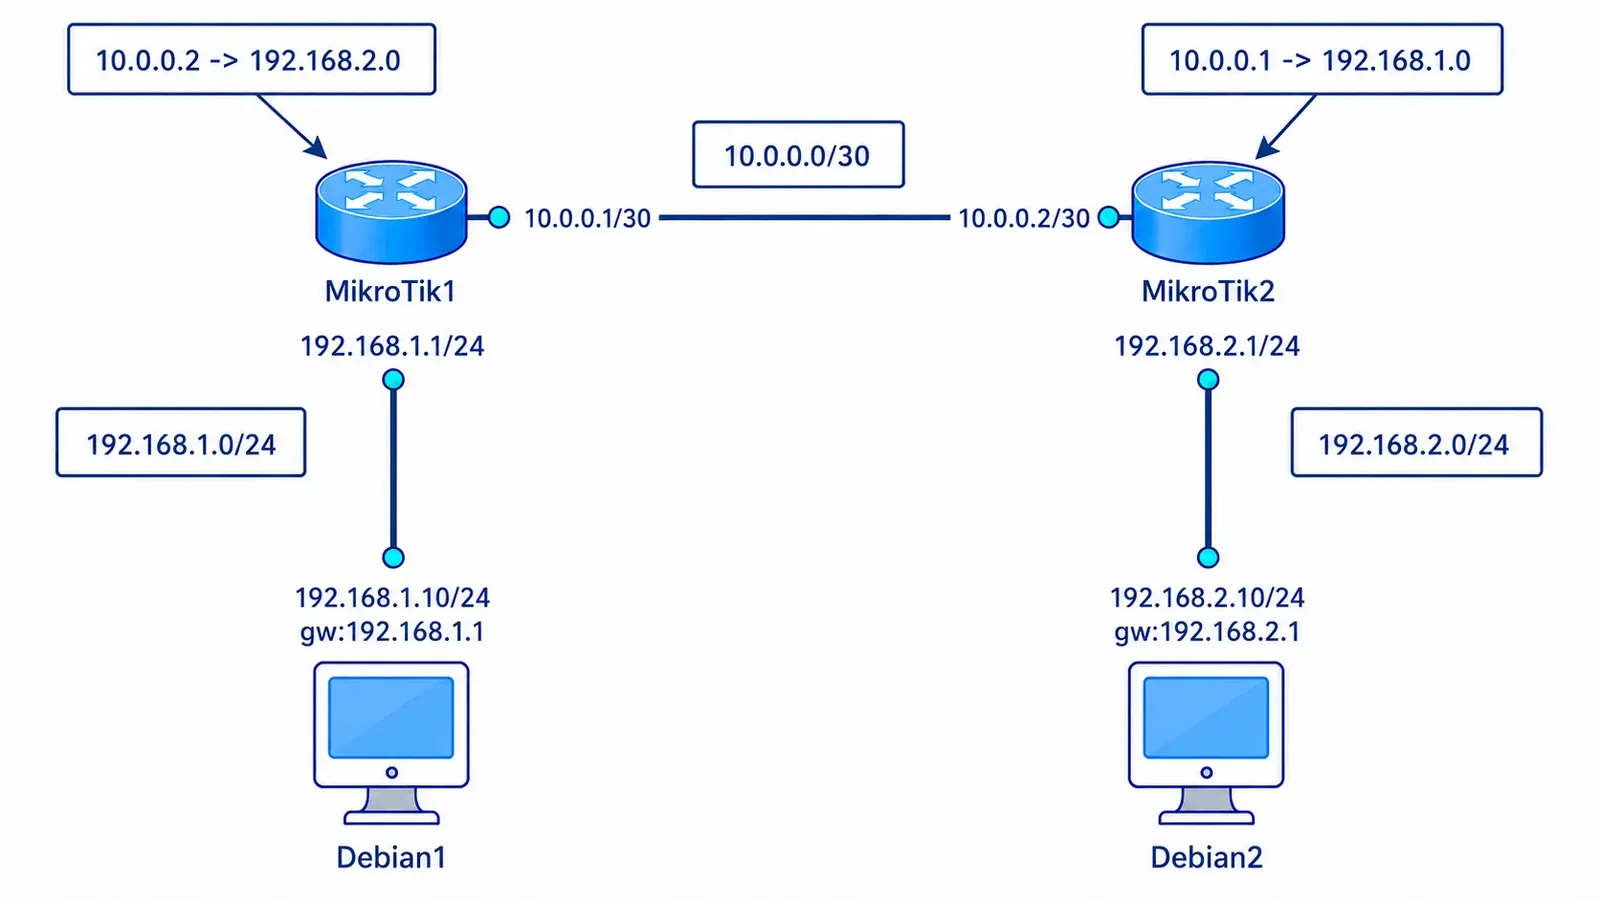 10.0.0.2 -> 192.168.2.0
10.0.0.1 -> 192.168.1.0
10.0.0.0/30
10.0.0.1/30
10.0.0.2/30
MikroTik1
MikroTik2
192.168.1.1/24
192.168.2.1/24
192.168.1.0/24
192.168.2.0/24
192.168.1.10/24
gw:192.168.1.1
192.168.2.10/24
gw:192.168.2.1
Debian1
Debian2